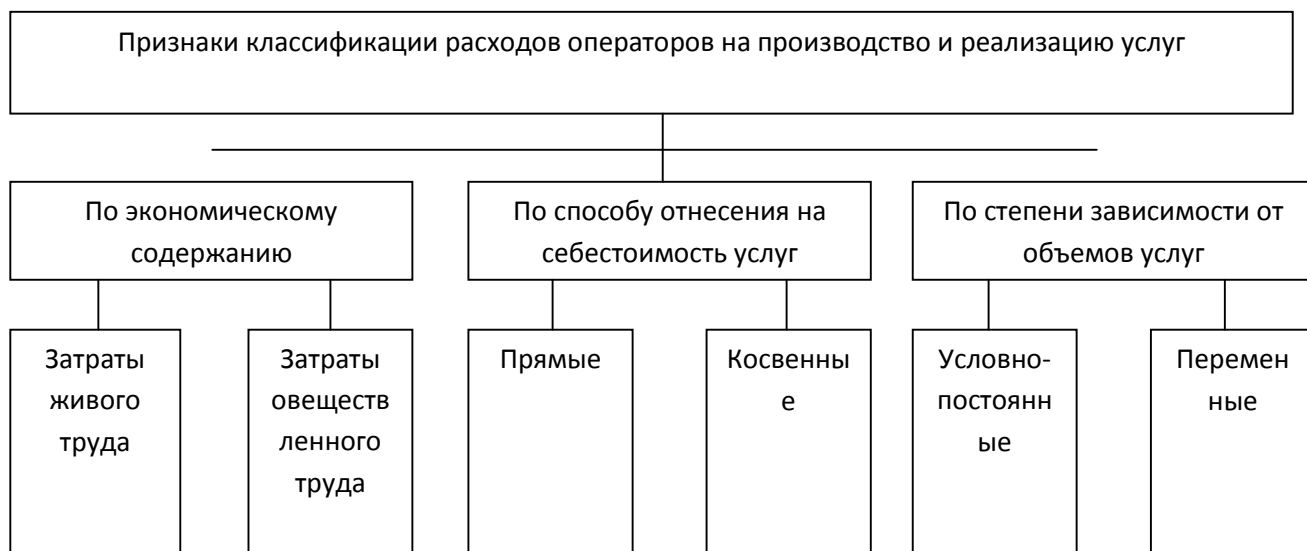 Признаки классификации расходов операторов на производство и реализацию услуг
По экономическому
содержанию
По способу отнесения на
себестоимость услуг
По степени зависимости от
объемов услуг
Затраты
живого
труда
Затраты
овеществ
ленного
труда
Прямые
Косвенны
е
Условно-
постоянн
ые
Перемен
ные